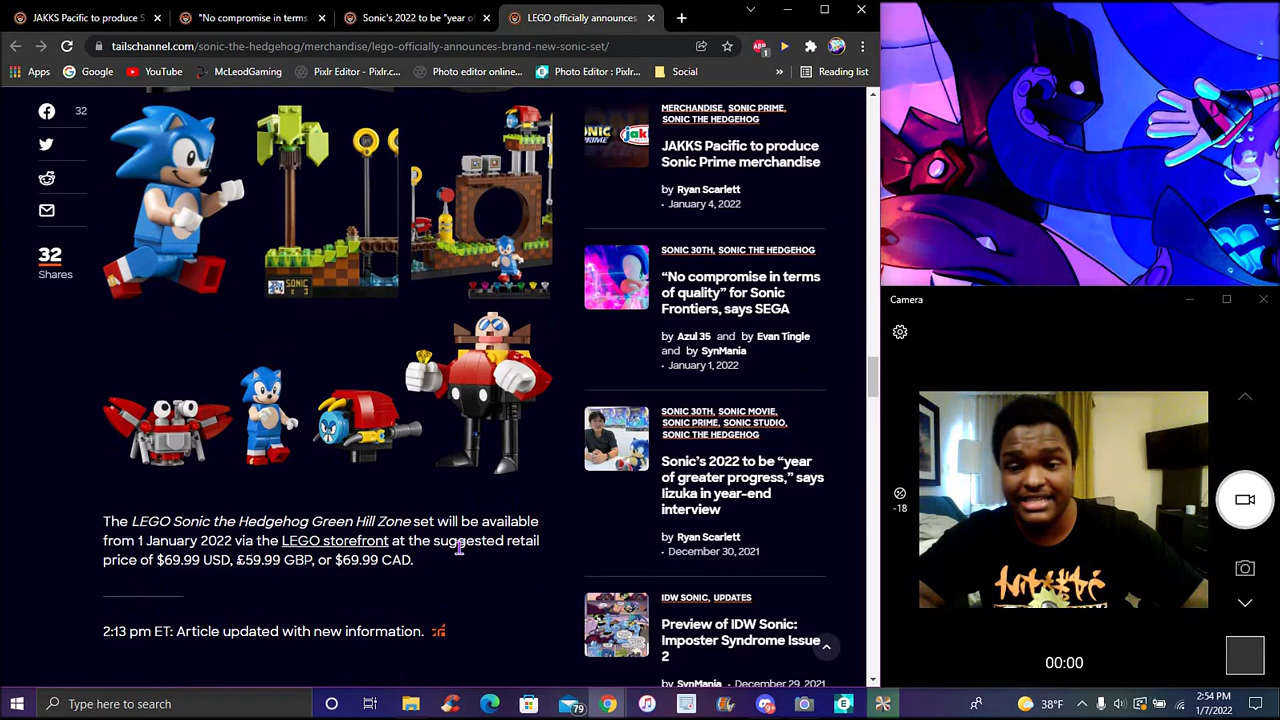 JAKKS Pacific to produce S
"No compromise in terms
Sonic's 2022 to be "year of
LEGO officially announces
tailschannel.com/sonic-the-hedgehog/merchandise/lego-officially-announces-brand-new-sonic-set/
Apps
Google
YouTube
McLeodGaming
Pixlr Editor - Pixlr.c...
Photo editor online...
Photo Editor : Pixlr...
Social
»
Reading list
32
32
Shares
SONIC
MERCHANDISE, SONIC PRIME,
SONIC THE HEDGEHOG
JAKKS Pacific to produce
Sonic Prime merchandise
by Ryan Scarlett
- January 4, 2022
SONIC 30TH, SONIC THE HEDGEHOG
“No compromise in terms
of quality” for Sonic
Frontiers, says SEGA
by Azul 35 and by Evan Tingle
and by SynMania
- January 1, 2022
SONIC 30TH, SONIC MOVIE,
SONIC PRIME, SONIC STUDIO,
SONIC THE HEDGEHOG
Sonic’s 2022 to be “year
of greater progress,” says
Iizuka in year-end
interview
by Ryan Scarlett
- December 30, 2021
IDW SONIC, UPDATES
Preview of IDW Sonic:
Imposter Syndrome Issue
2
by SynMania - December 29, 2021
The LEGO Sonic the Hedgehog Green Hill Zone set will be available
from 1 January 2022 via the LEGO storefront at the suggested retail
price of $69.99 USD, £59.99 GBP, or $69.99 CAD.
2:13 pm ET: Article updated with new information.
Camera
-18
00:00
Type here to search
79
38°F
2:54 PM
1/7/2022